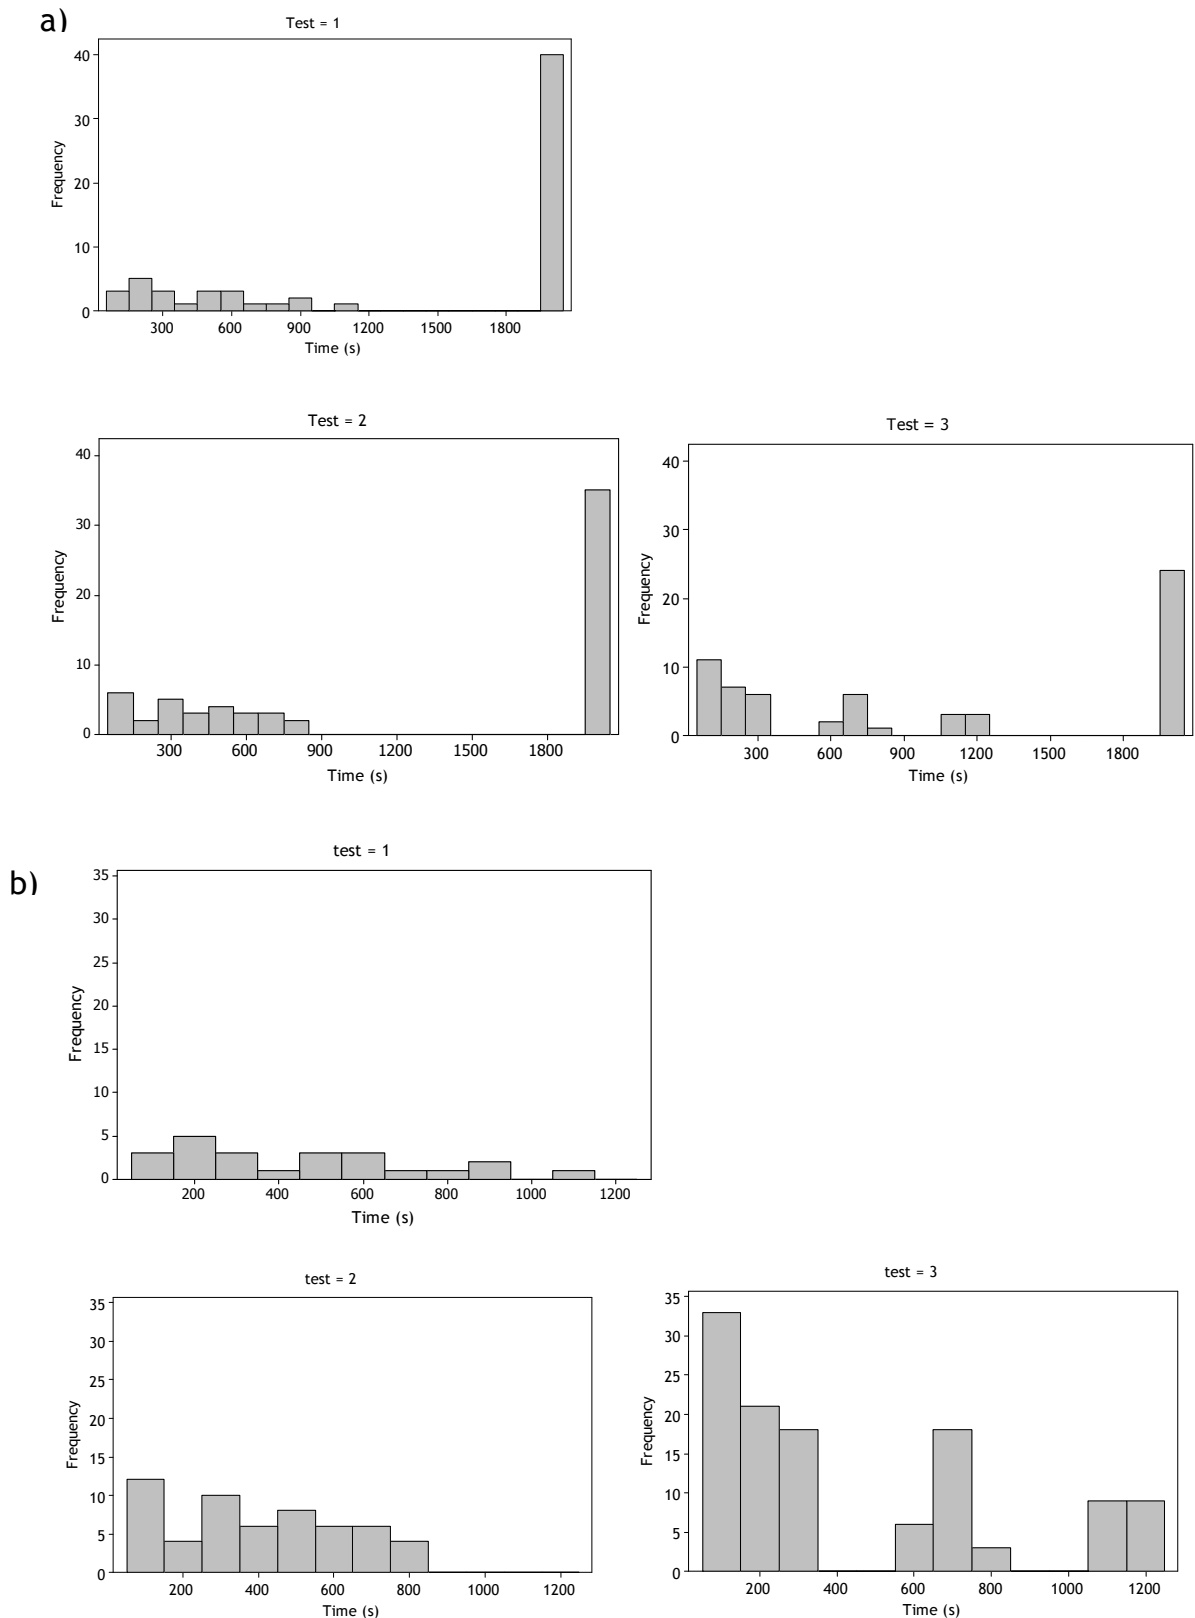 a)
Test = 1
40
30
20
10
0
Frequency
300 600 900 1200 1500 1800
Time (s)
Test = 2
40
30
20
10
0
Frequency
300 600 900 1200 1500 1800
Time (s)
Test = 3
40
30
20
10
0
Frequency
300 600 900 1200 1500 1800
Time (s)
b)
test = 1
35
30
25
20
15
10
5
0
Frequency
200 400 600 800 1000 1200
Time (s)
test = 2
35
30
25
20
15
10
5
0
Frequency
200 400 600 800 1000 1200
Time (s)
test = 3
35
30
25
20
15
10
5
0
Frequency
200 400 600 800 1000 1200
Time (s)